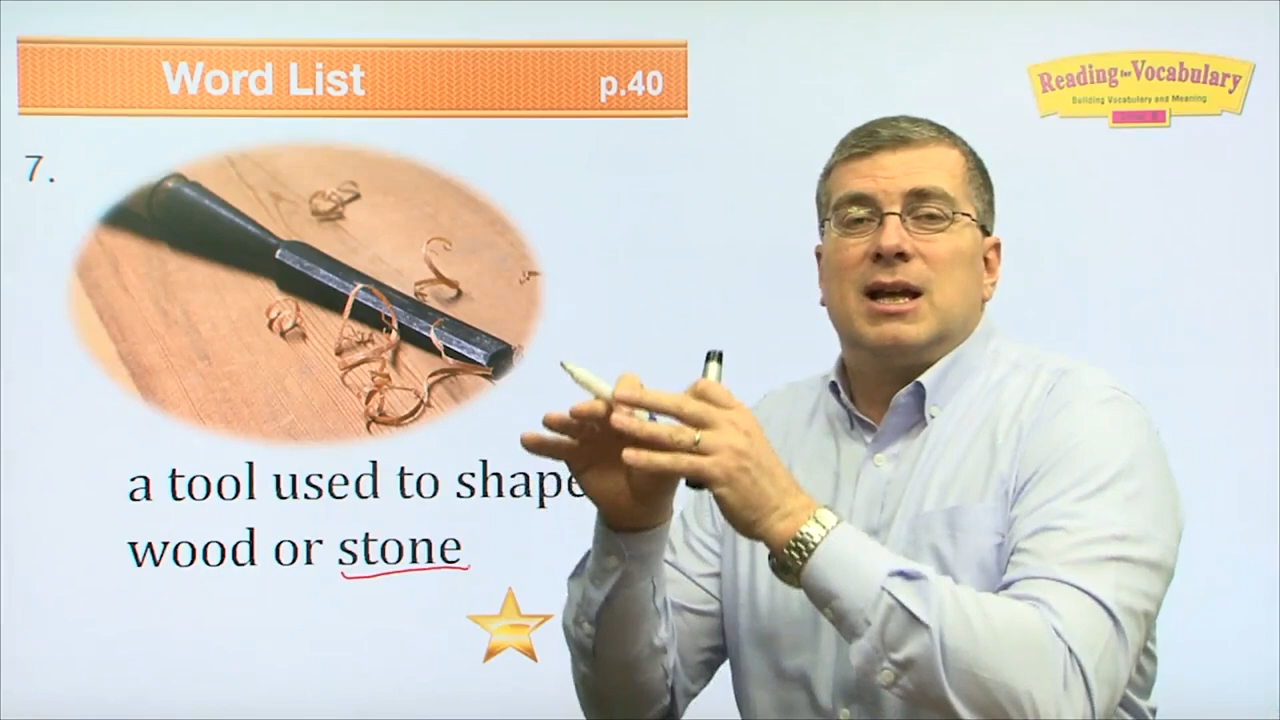 Word List p.40
Reading for Vocabulary
Building Vocabulary and Meaning
7.
a tool used to shape
wood or stone